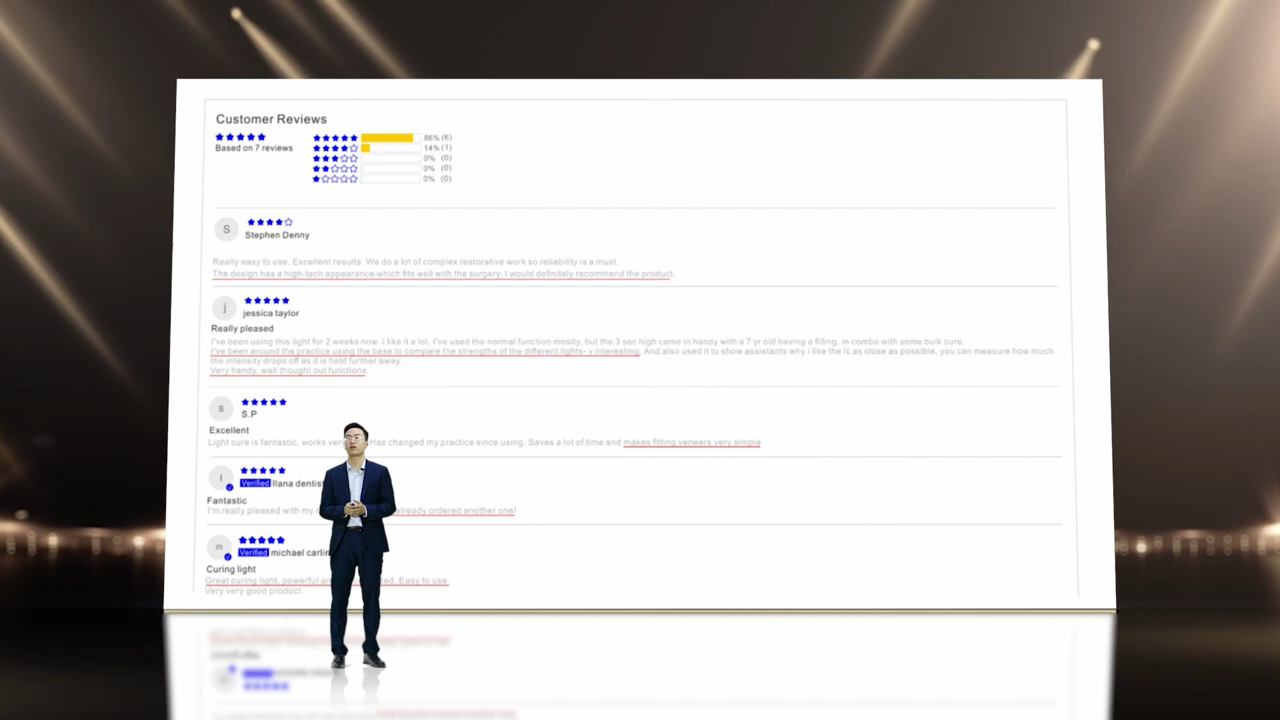 Customer Reviews
Based on 7 reviews
86% (6)
14% (1)
0% (0)
0% (0)
0% (0)
S
Stephen Denny
Really easy to use. Excellent results. We do a lot of complex restorative work so reliability is a must.
The design has a high-tech appearance which fits well with the surgery. I would definitely recommend the product.
j
jessica taylor
Really pleased
I've been using this light for 2 weeks now. I like it a lot. I've used the normal function mostly, but the 3 sec high came in handy with a 7 yr old having a filling, in combo with some bulk cure.
I've been around the practice using the base to compare the strengths of the different lights- v interesting. And also used it to show assistants why i like the lc as close as possible, you can measure how much
the intensity drops off as it is held further away.
Very handy, well thought out functions.
s
S.P
Excellent
Light cure is fantastic, works Has changed my practice since using. Saves a lot of time and makes fitting veneers very simple
l
Verified Ilana
Fantastic
I'm really pleased with my already ordered another one!
m
Verified michael
Curing light
Great curing light, powerful Easy to use.
Very very good product.